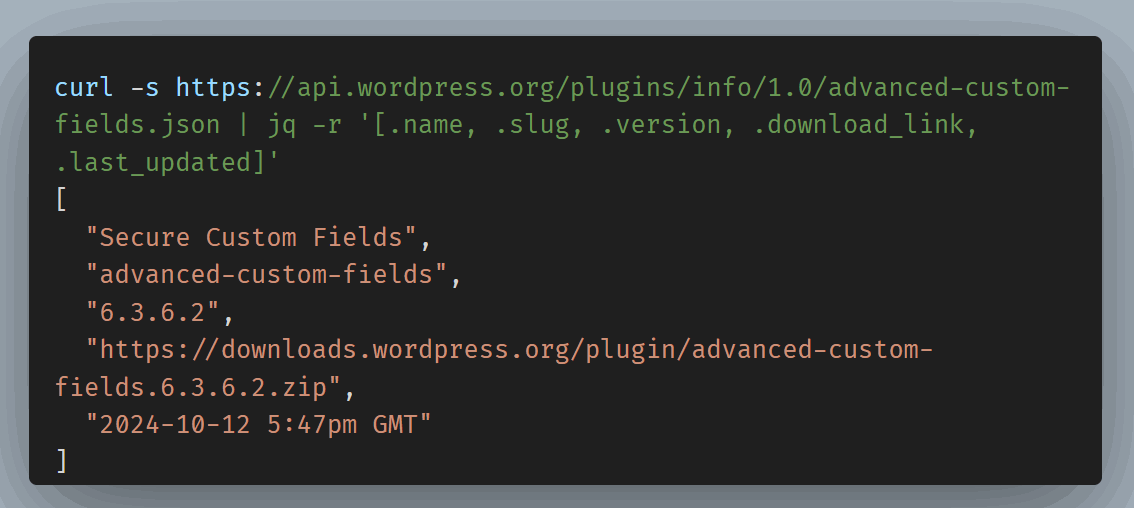 curl -s https://api.wordpress.org/plugins/info/1.0/advanced-custom-
fields.json | jq -r '[.name, .slug, .version, .download_link,
.last_updated]'
[
  "Secure Custom Fields",
  "advanced-custom-fields",
  "6.3.6.2",
  "https://downloads.wordpress.org/plugin/advanced-custom-
fields.6.3.6.2.zip",
  "2024-10-12 5:47pm GMT"
]